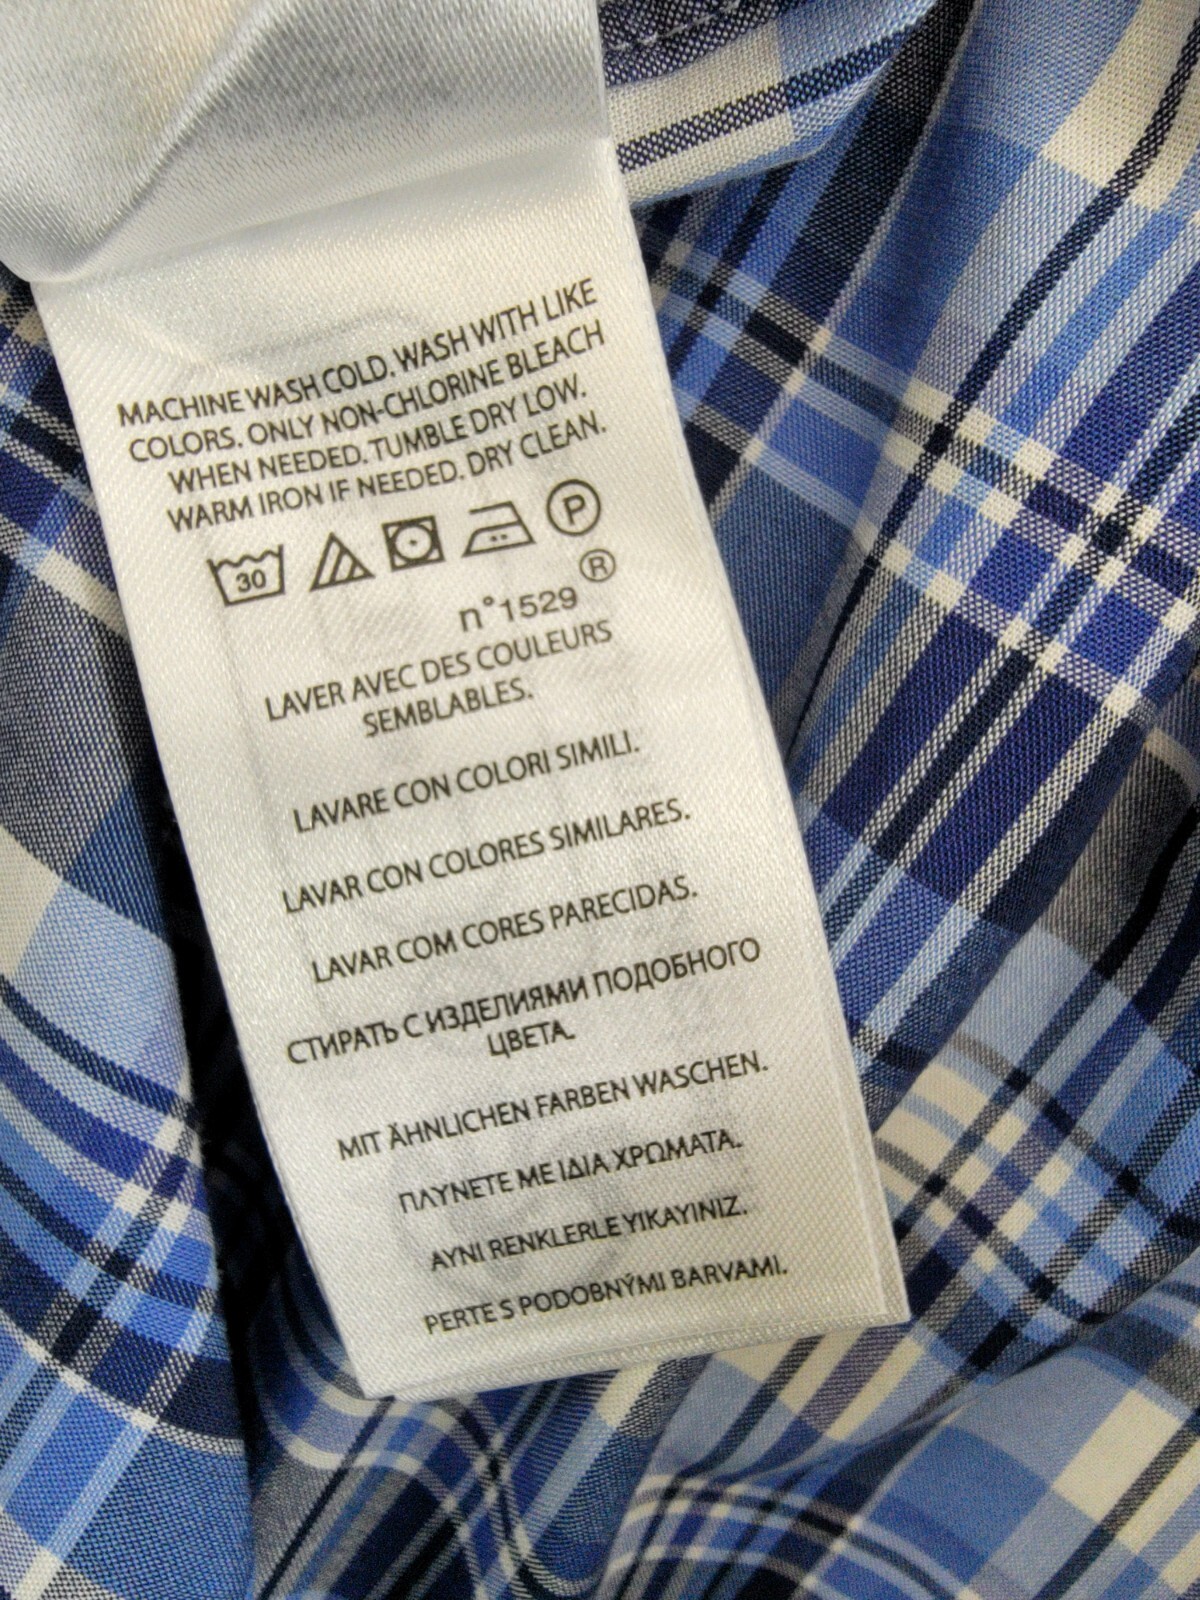 MACHINE WASH COLD. WASH WITH LIKE
COLORS. ONLY NON-CHLORINE BLEACH
WHEN NEEDED. TUMBLE DRY LOW.
WARM IRON IF NEEDED. DRY CLEAN.
30 P
®
n°1529
LAVER AVEC DES COULEURS
SEMBLABLES.
LAVARE CON COLORI SIMILI.
LAVAR CON COLORES SIMILARES.
LAVAR COM CORES PARECIDAS.
СТИРАТЬ С ИЗДЕЛИЯМИ ПОДОБНОГО
ЦВЕТА.
MIT ÄHNLICHEN FARBEN WASCHEN.
ΠΛΥΝΕΤΕ ΜΕ ΙΔΙΑ ΧΡΩΜΑΤΑ.
AYNI RENKLERLE YIKAYINIZ.
PERTE S PODOBNÝMI BARVAMI.